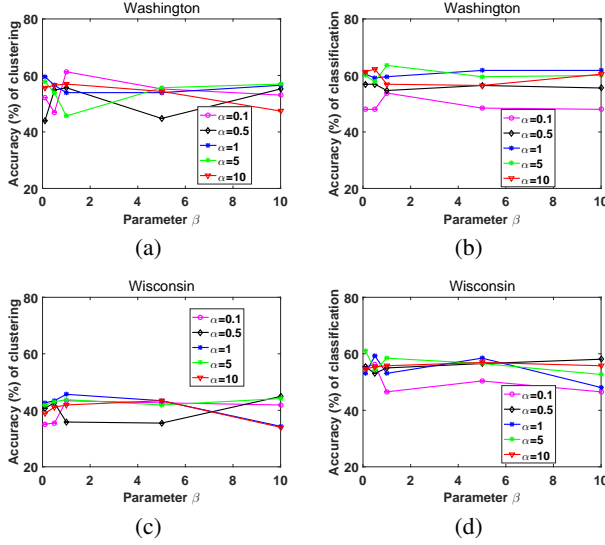 Washington
Accuracy (%) of clustering
80
60
40
20
0 2 4 6 8 10
Parameter β
α=0.1
α=0.5
α=1
α=5
α=10
(a)
Washington
Accuracy (%) of classification
80
60
40
20
0 2 4 6 8 10
Parameter β
α=0.1
α=0.5
α=1
α=5
α=10
(b)
Wisconsin
Accuracy (%) of clustering
80
60
40
20
0 2 4 6 8 10
Parameter β
α=0.1
α=0.5
α=1
α=5
α=10
(c)
Wisconsin
Accuracy (%) of classification
80
60
40
20
0 2 4 6 8 10
Parameter β
α=0.1
α=0.5
α=1
α=5
α=10
(d)